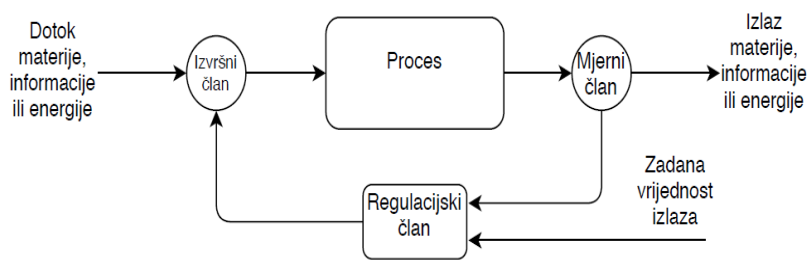 Dotok
materije,
informacije
ili energije
Izvršni
član
Proces
Mjerni
član
Izlaz
materije,
informacije
ili energije
Regulacijski
član
Zadana
vrijednost
izlaza